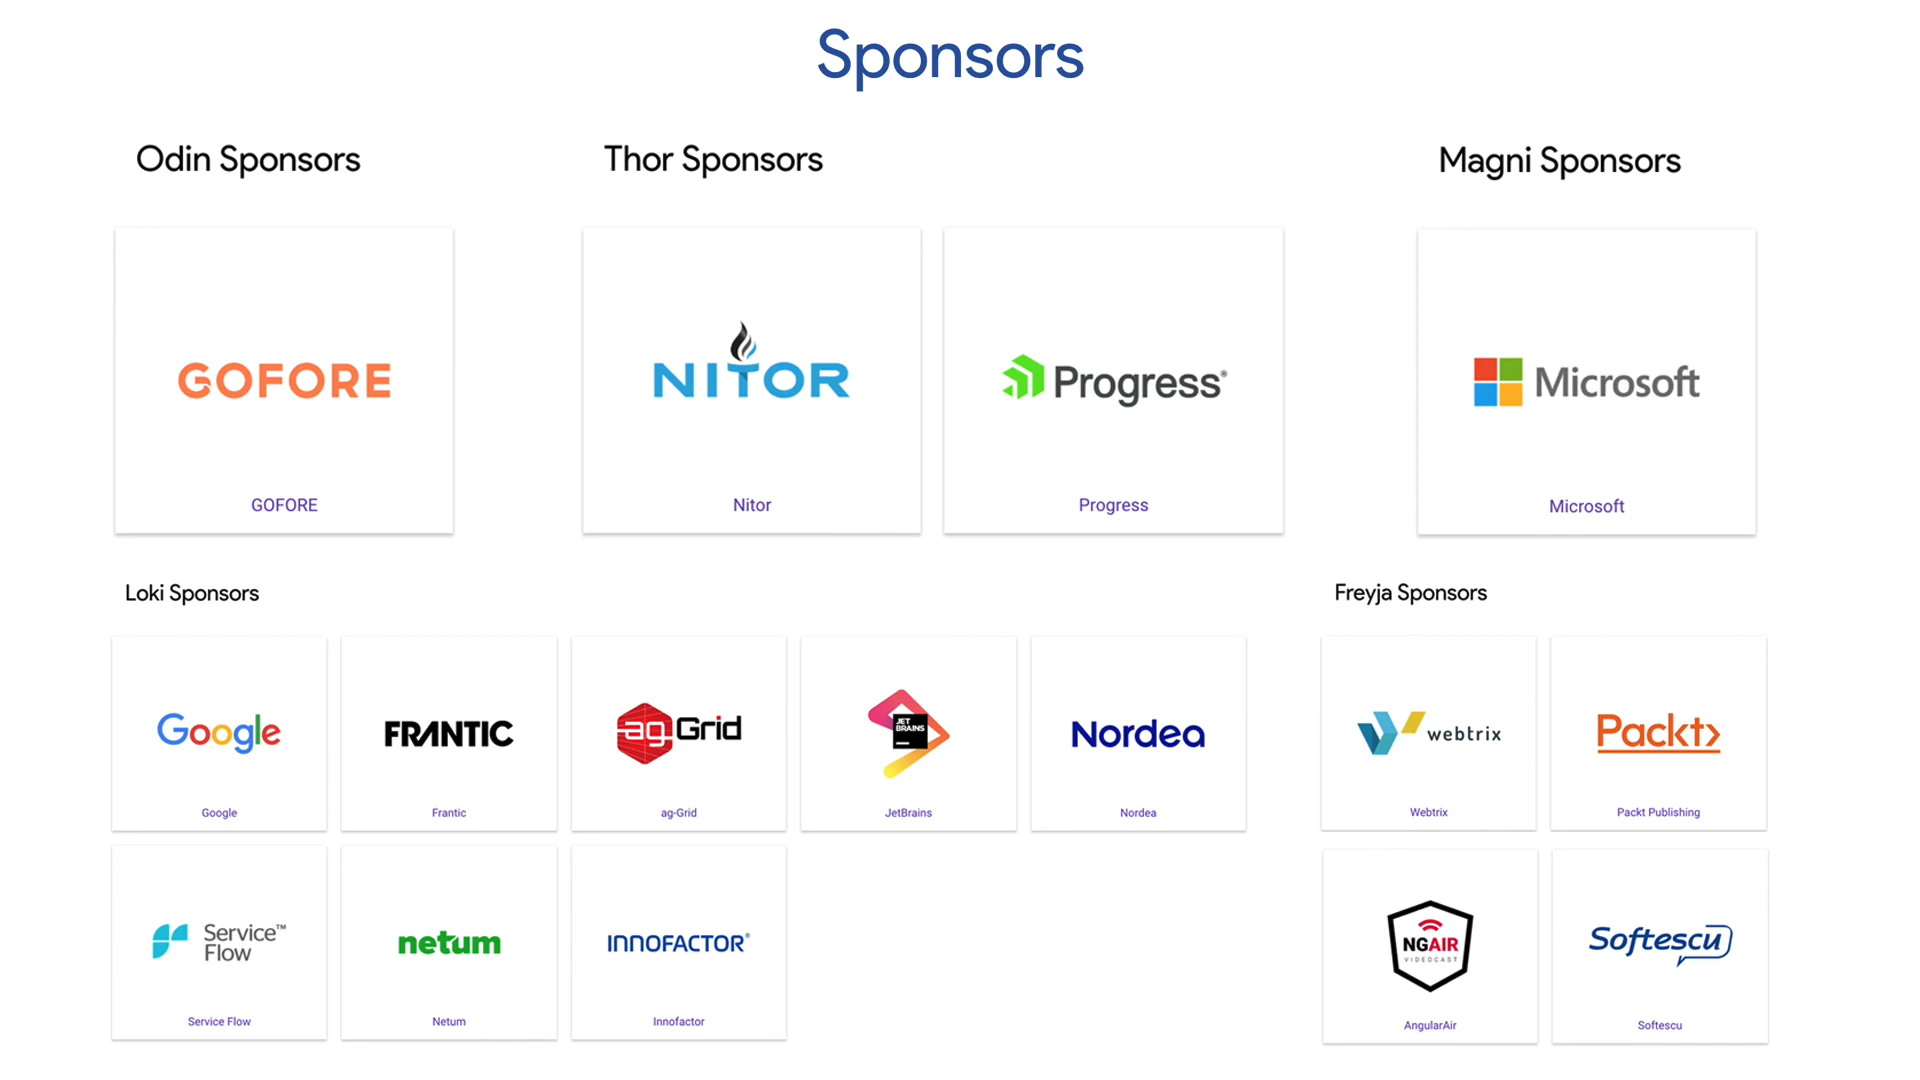 Sponsors
Odin Sponsors
GOFORE
GOFORE
Thor Sponsors
NITOR
Nitor
Progress®
Progress
Magni Sponsors
Microsoft
Microsoft
Loki Sponsors
Google
Google
FRANTIC
Frantic
ag Grid
ag-Grid
JET
BRAINS
JetBrains
Nordea
Nordea
Service™
Flow
Service Flow
netum
Netum
INNOFACTOR®
Innofactor
Freyja Sponsors
webtrix
Webtrix
Packt>
Packt Publishing
NGAIR
VIDEOCAST
AngularAir
Softescu
Softescu